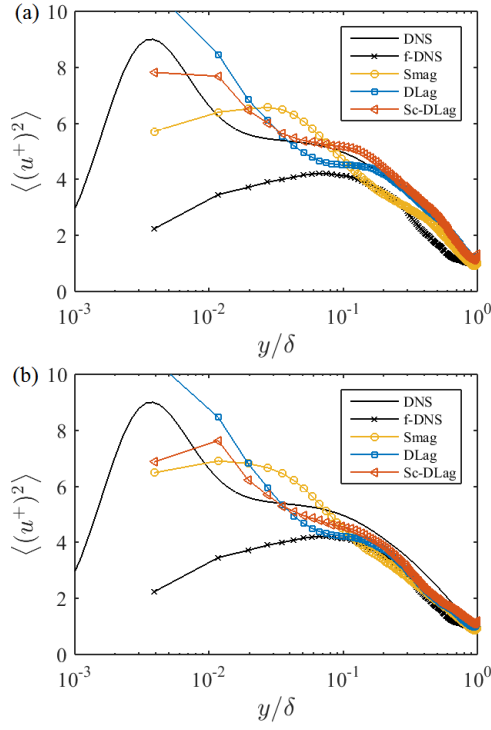 (a)
10
8
6
4
2
0
⟨(u⁺)²⟩
DNS
f-DNS
Smag
DLag
Sc-DLag
10⁻³
10⁻²
10⁻¹
10⁰
y/δ
(b)
10
8
6
4
2
0
⟨(u⁺)²⟩
DNS
f-DNS
Smag
DLag
Sc-DLag
10⁻³
10⁻²
10⁻¹
10⁰
y/δ